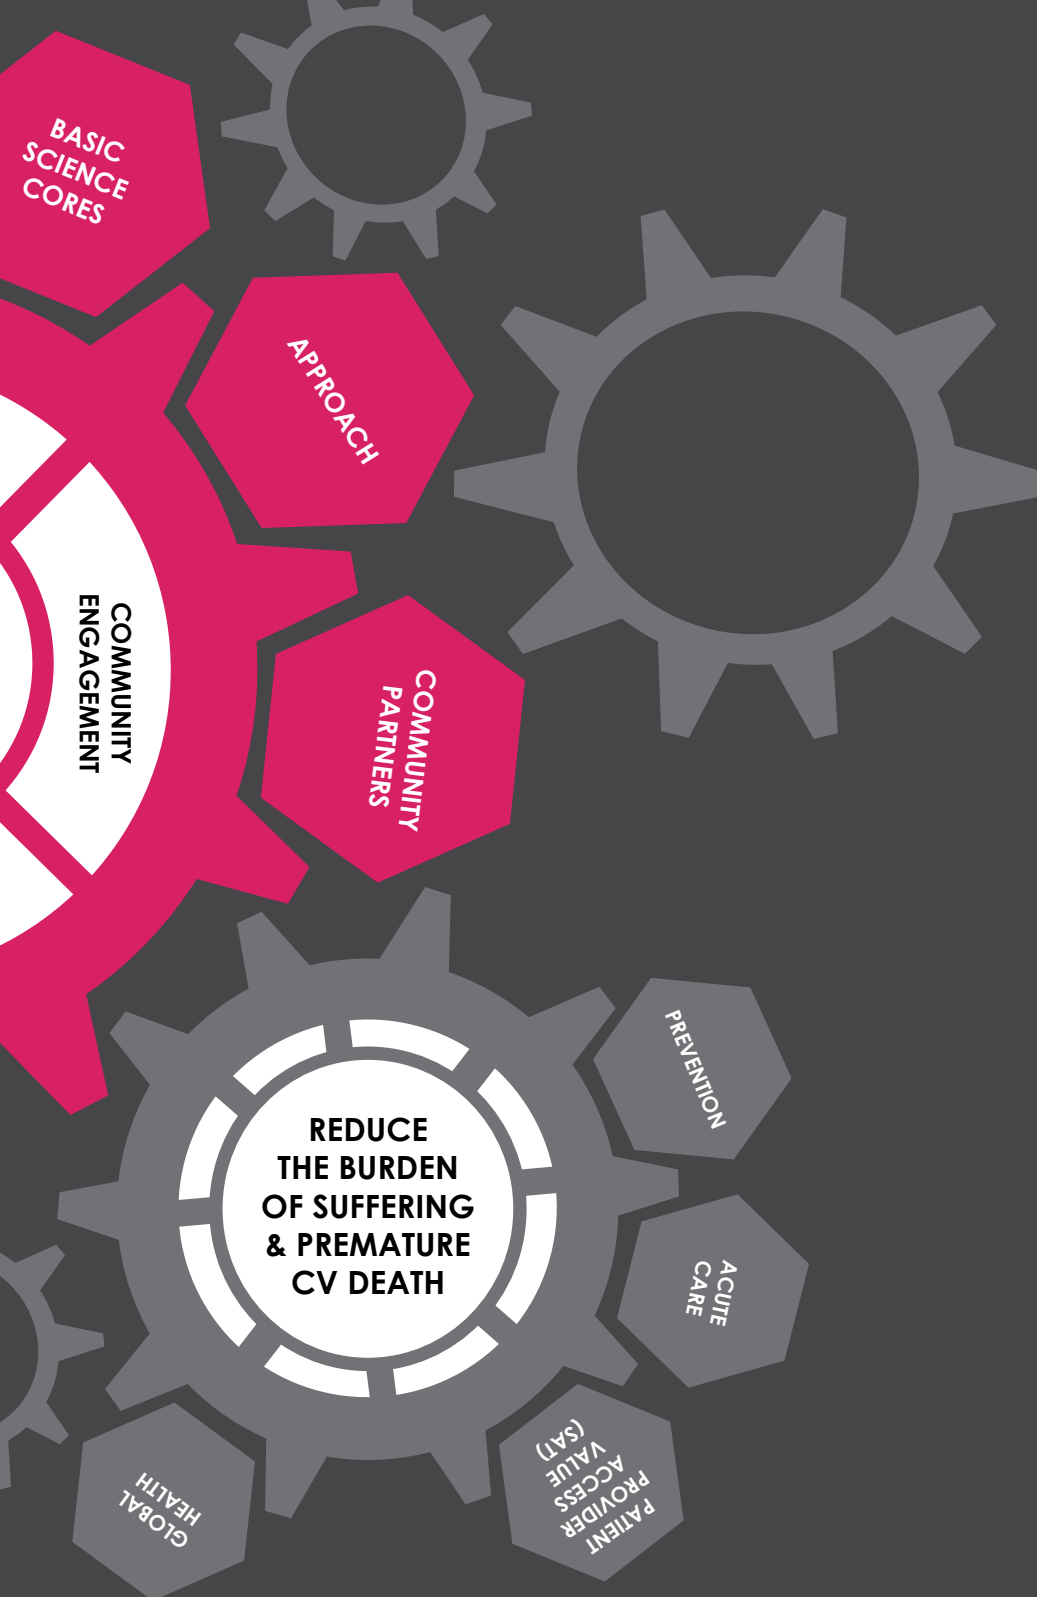 BASIC
SCIENCE
CORES
APPROACH
COMMUNITY
ENGAGEMENT
COMMUNITY
PARTNERS
PREVENTION
REDUCE
THE BURDEN
OF SUFFERING
& PREMATURE
CV DEATH
ACUTE
CARE
PATIENT
PROVIDER
ACCESS
VALUE
(SAT)
GLOBAL
HEALTH